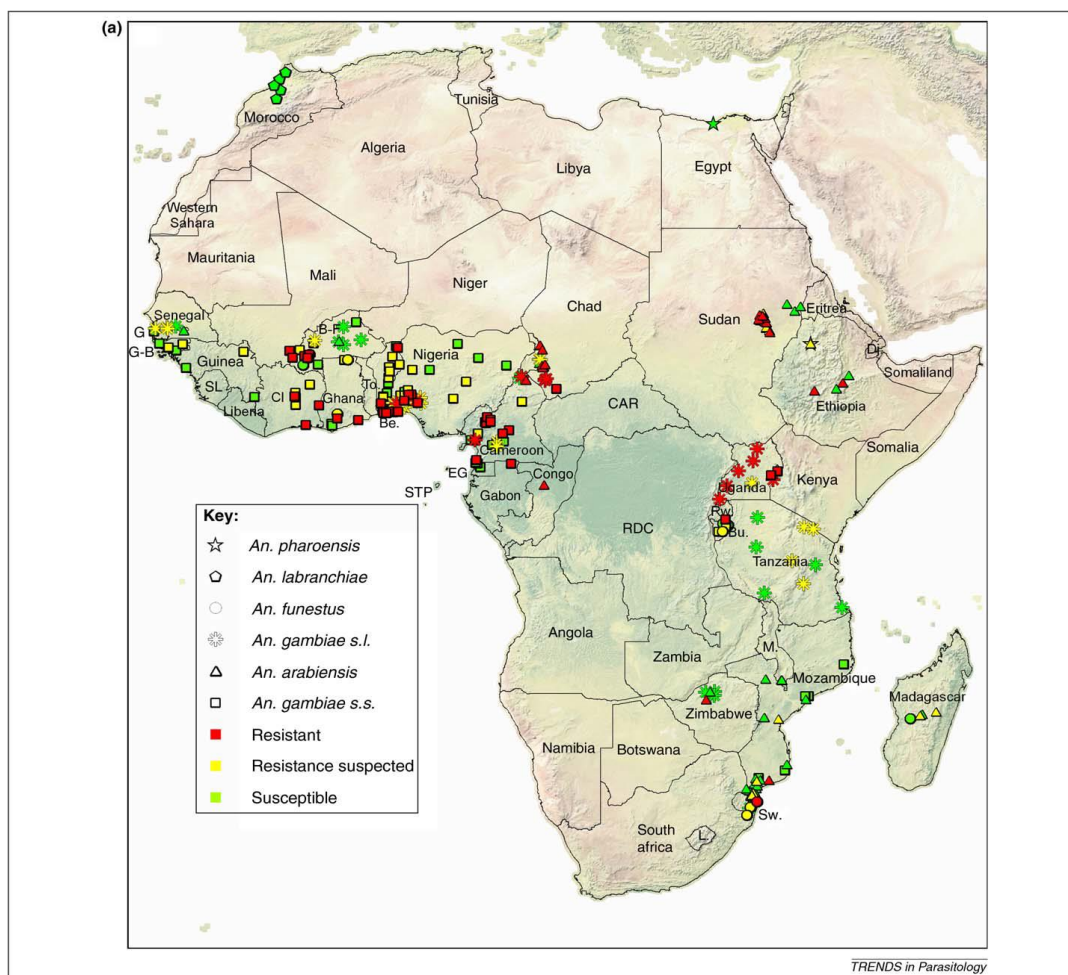 (a)
Tunisia
Morocco
Algeria
Libya
Egypt
Western
Sahara
Mauritania
Mali
Niger
Chad
Sudan
Eritrea
Senegal
G
B-F
G-B
Guinea
Nigeria
Dj.
Somaliland
SL
CI
Ghana
To.
Ethiopia
Liberia
Be.
CAR
Somalia
Cameroon
EG
Congo
Uganda
Kenya
STP
Gabon
Rw.
RDC
Bu.
Tanzania
Key:
An. pharoensis
An. labranchiae
An. funestus
An. gambiae s.l.
An. arabiensis
An. gambiae s.s.
Resistant
Resistance suspected
Susceptible
Angola
M.
Zambia
Mozambique
Madagascar
Zimbabwe
Namibia
Botswana
Sw.
South
africa
L.
TRENDS in Parasitology